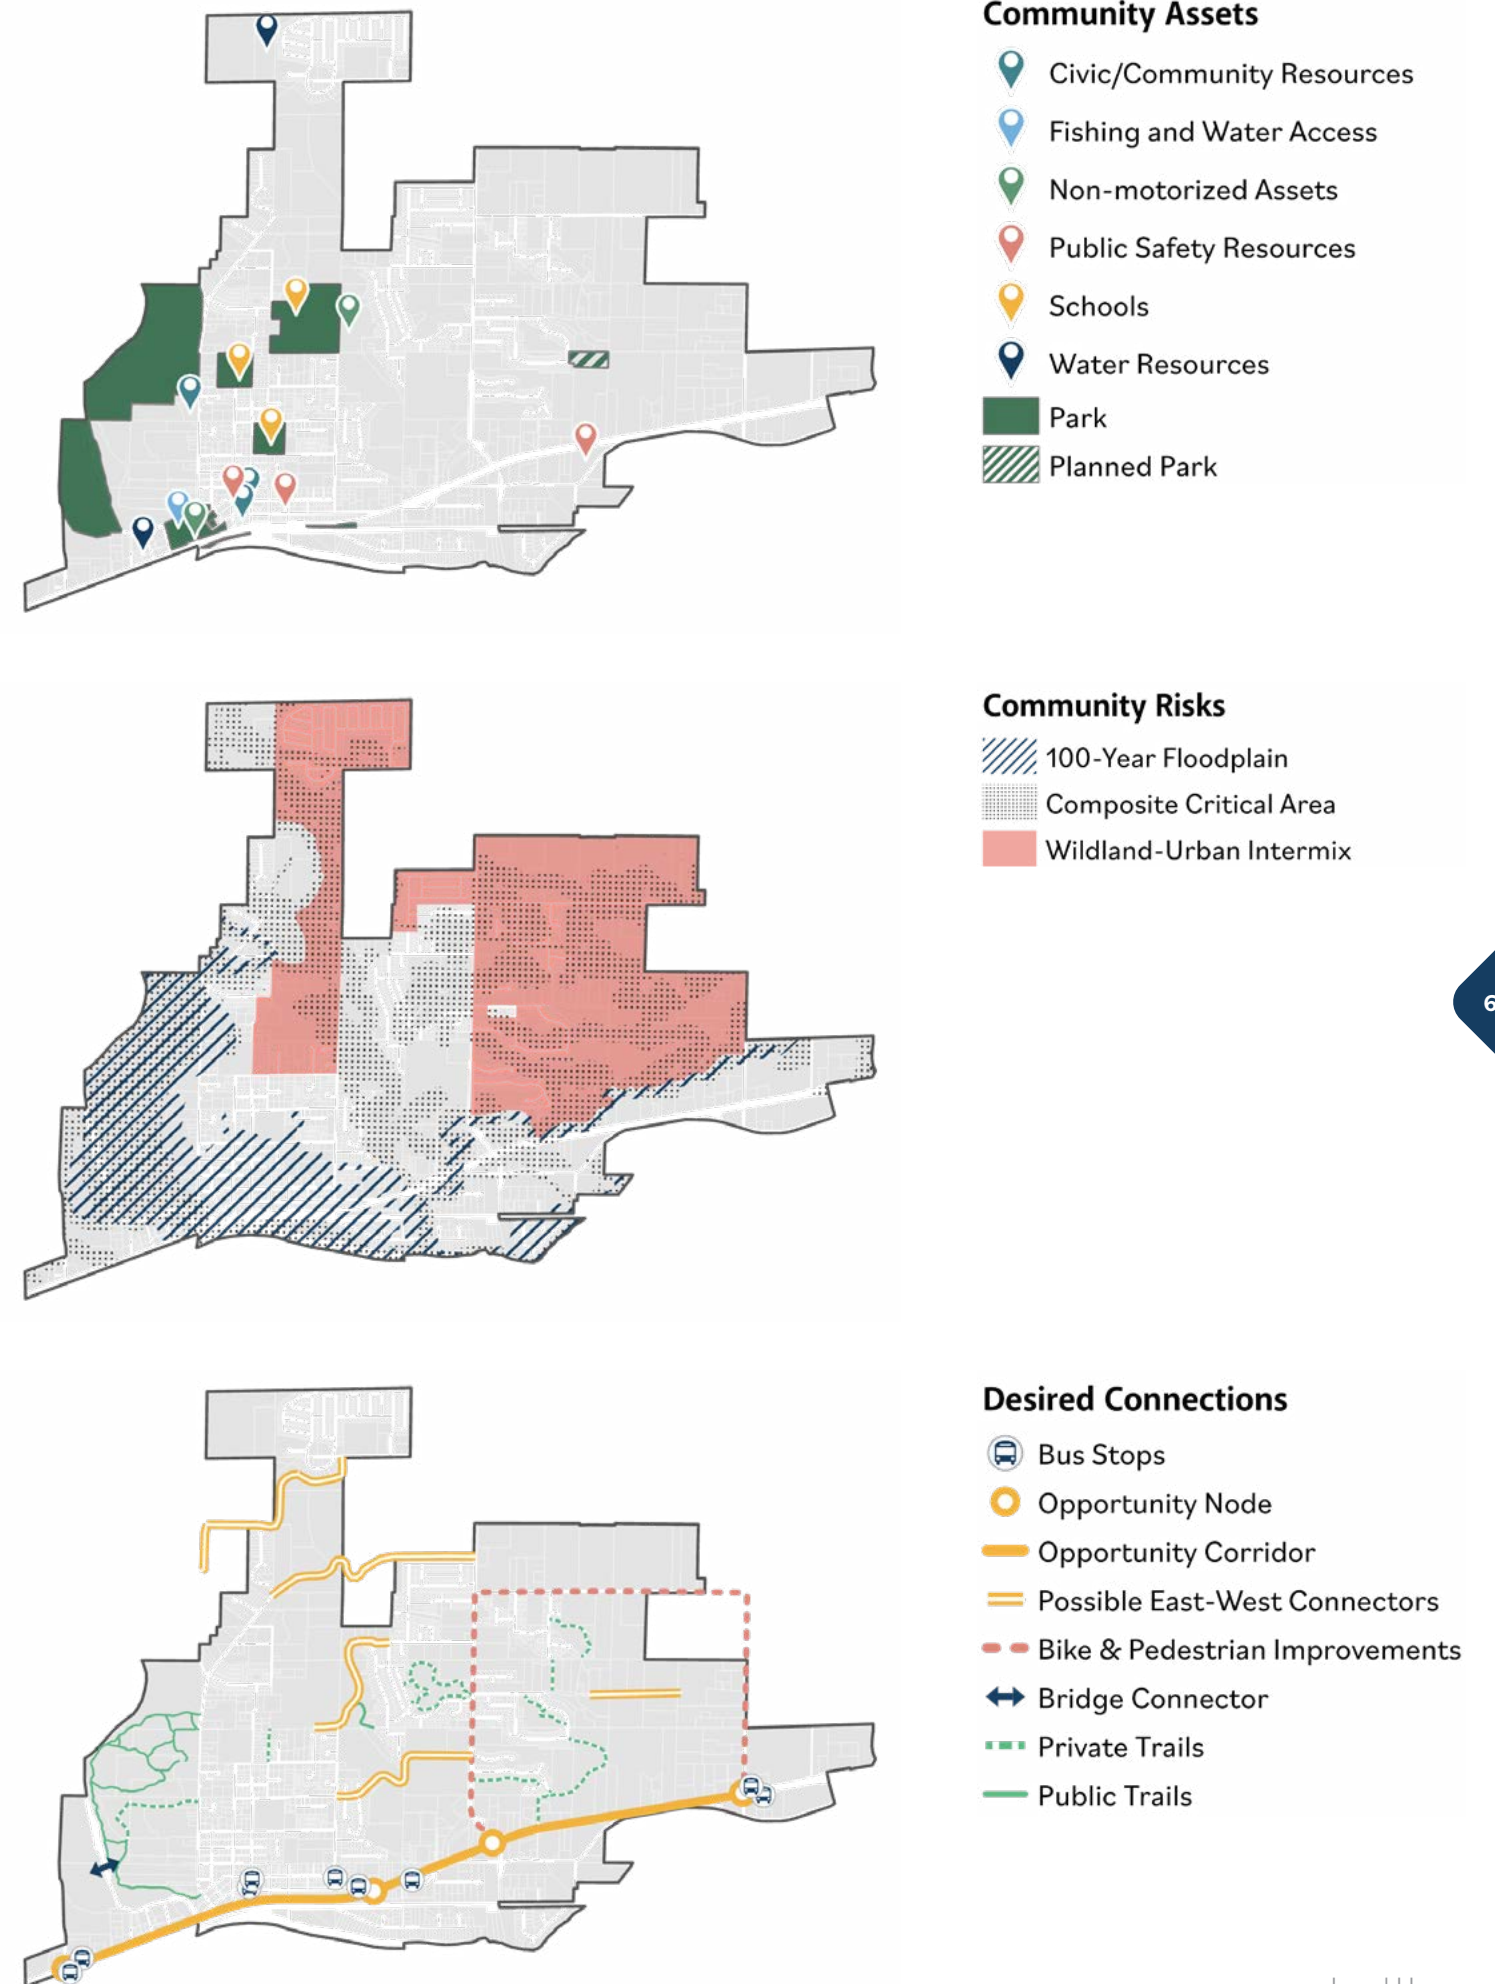 Community Assets
Civic/Community Resources
Fishing and Water Access
Non-motorized Assets
Public Safety Resources
Schools
Water Resources
Park
Planned Park
Community Risks
100-Year Floodplain
Composite Critical Area
Wildland-Urban Intermix
6
Desired Connections
Bus Stops
Opportunity Node
Opportunity Corridor
Possible East-West Connectors
Bike & Pedestrian Improvements
Bridge Connector
Private Trails
Public Trails